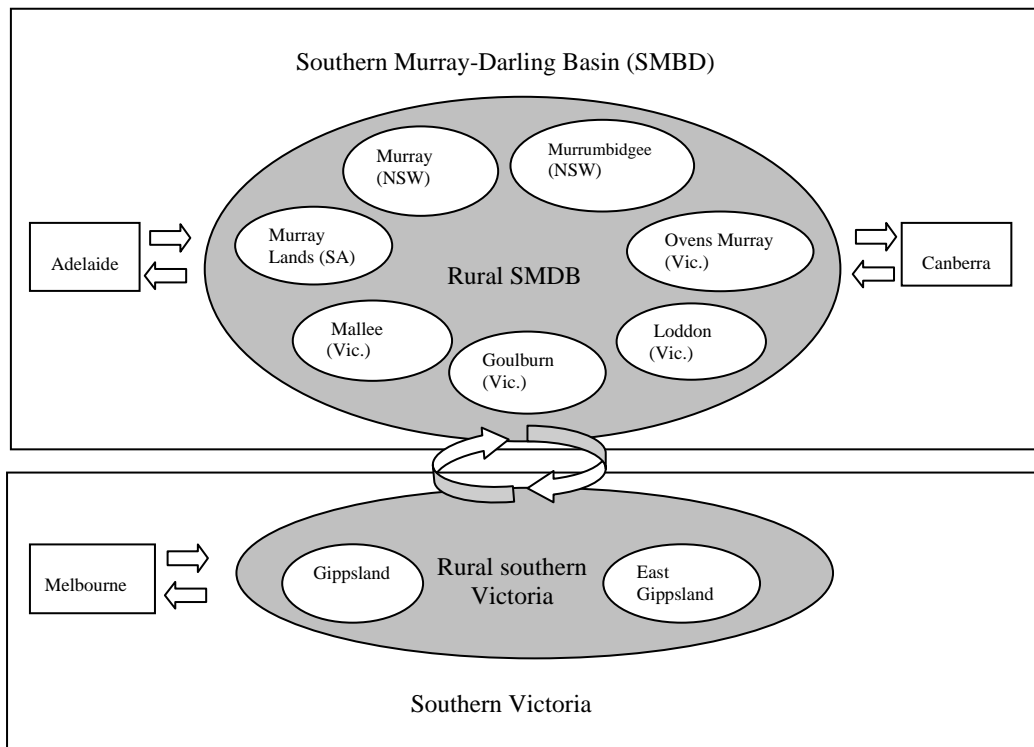 Southern Murray-Darling Basin (SMBD)
Murray
(NSW)
Murrumbidgee
(NSW)
Adelaide
Murray
Lands (SA)
Rural SMDB
Ovens Murray
(Vic.)
Canberra
Mallee
(Vic.)
Goulburn
(Vic.)
Loddon
(Vic.)
Melbourne
Gippsland
Rural southern
Victoria
East
Gippsland
Southern Victoria